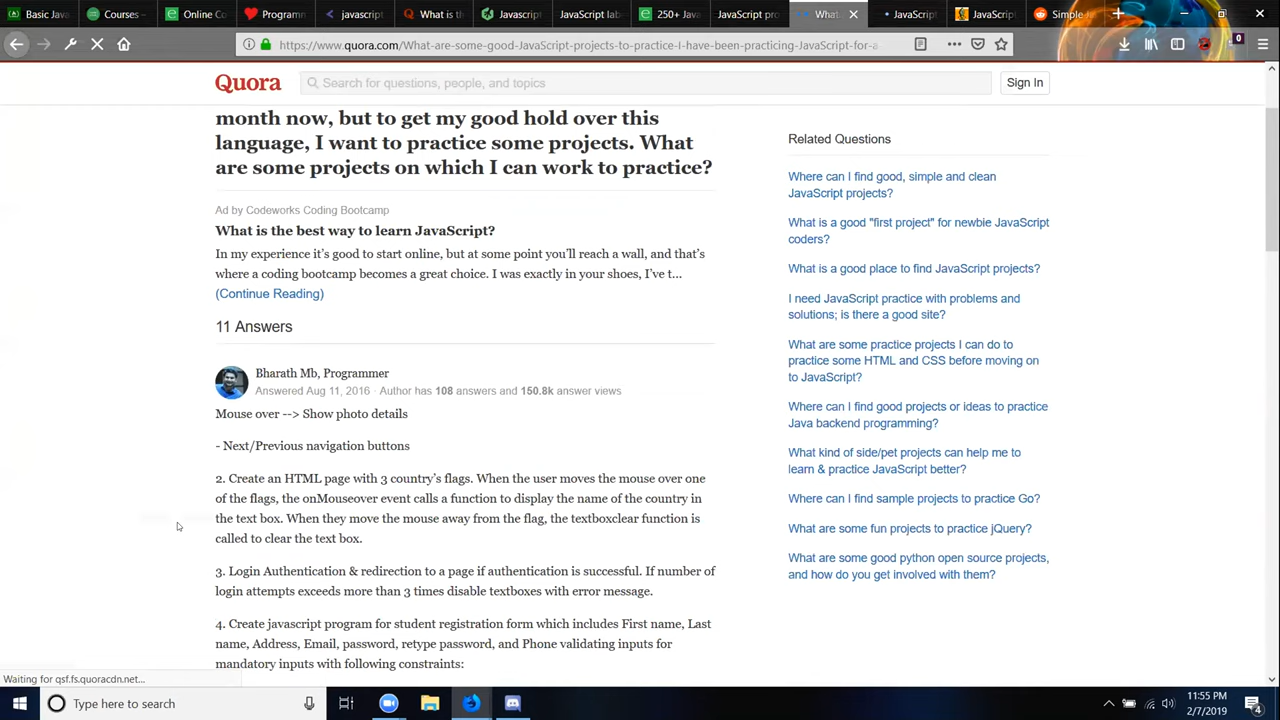 Basic Java
Courses –
Online Co
Programm
javascript
What is th
Javascript
JavaScript lab
250+ Java
JavaScript pro
What
JavaScript
JavaScript
Simple
https://www.quora.com/What-are-some-good-JavaScript-projects-to-practice-I-have-been-practicing-JavaScript-for-a-
0
Quora
Search for questions, people, and topics
Sign In
month now, but to get my good hold over this
language, I want to practice some projects. What
are some projects on which I can work to practice?
Ad by Codeworks Coding Bootcamp
What is the best way to learn JavaScript?
In my experience it's good to start online, but at some point you'll reach a wall, and that's
where a coding bootcamp becomes a great choice. I was exactly in your shoes, I've t...
(Continue Reading)
11 Answers
Bharath Mb, Programmer
Answered Aug 11, 2016 · Author has 108 answers and 150.8k answer views
Mouse over --> Show photo details
- Next/Previous navigation buttons
2. Create an HTML page with 3 country's flags. When the user moves the mouse over one
of the flags, the onMouseover event calls a function to display the name of the country in
the text box. When they move the mouse away from the flag, the textboxclear function is
called to clear the text box.
3. Login Authentication & redirection to a page if authentication is successful. If number of
login attempts exceeds more than 3 times disable textboxes with error message.
4. Create javascript program for student registration form which includes First name, Last
name, Address, Email, password, retype password, and Phone validating inputs for
mandatory inputs with following constraints:
Related Questions
Where can I find good, simple and clean
JavaScript projects?
What is a good "first project" for newbie JavaScript
coders?
What is a good place to find JavaScript projects?
I need JavaScript practice with problems and
solutions; is there a good site?
What are some practice projects I can do to
practice some HTML and CSS before moving on
to JavaScript?
Where can I find good projects or ideas to practice
Java backend programming?
What kind of side/pet projects can help me to
learn & practice JavaScript better?
Where can I find sample projects to practice Go?
What are some fun projects to practice jQuery?
What are some good python open source projects,
and how do you get involved with them?
Waiting for qsf.fs.quoracdn.net...
Type here to search
11:55 PM
2/7/2019
4